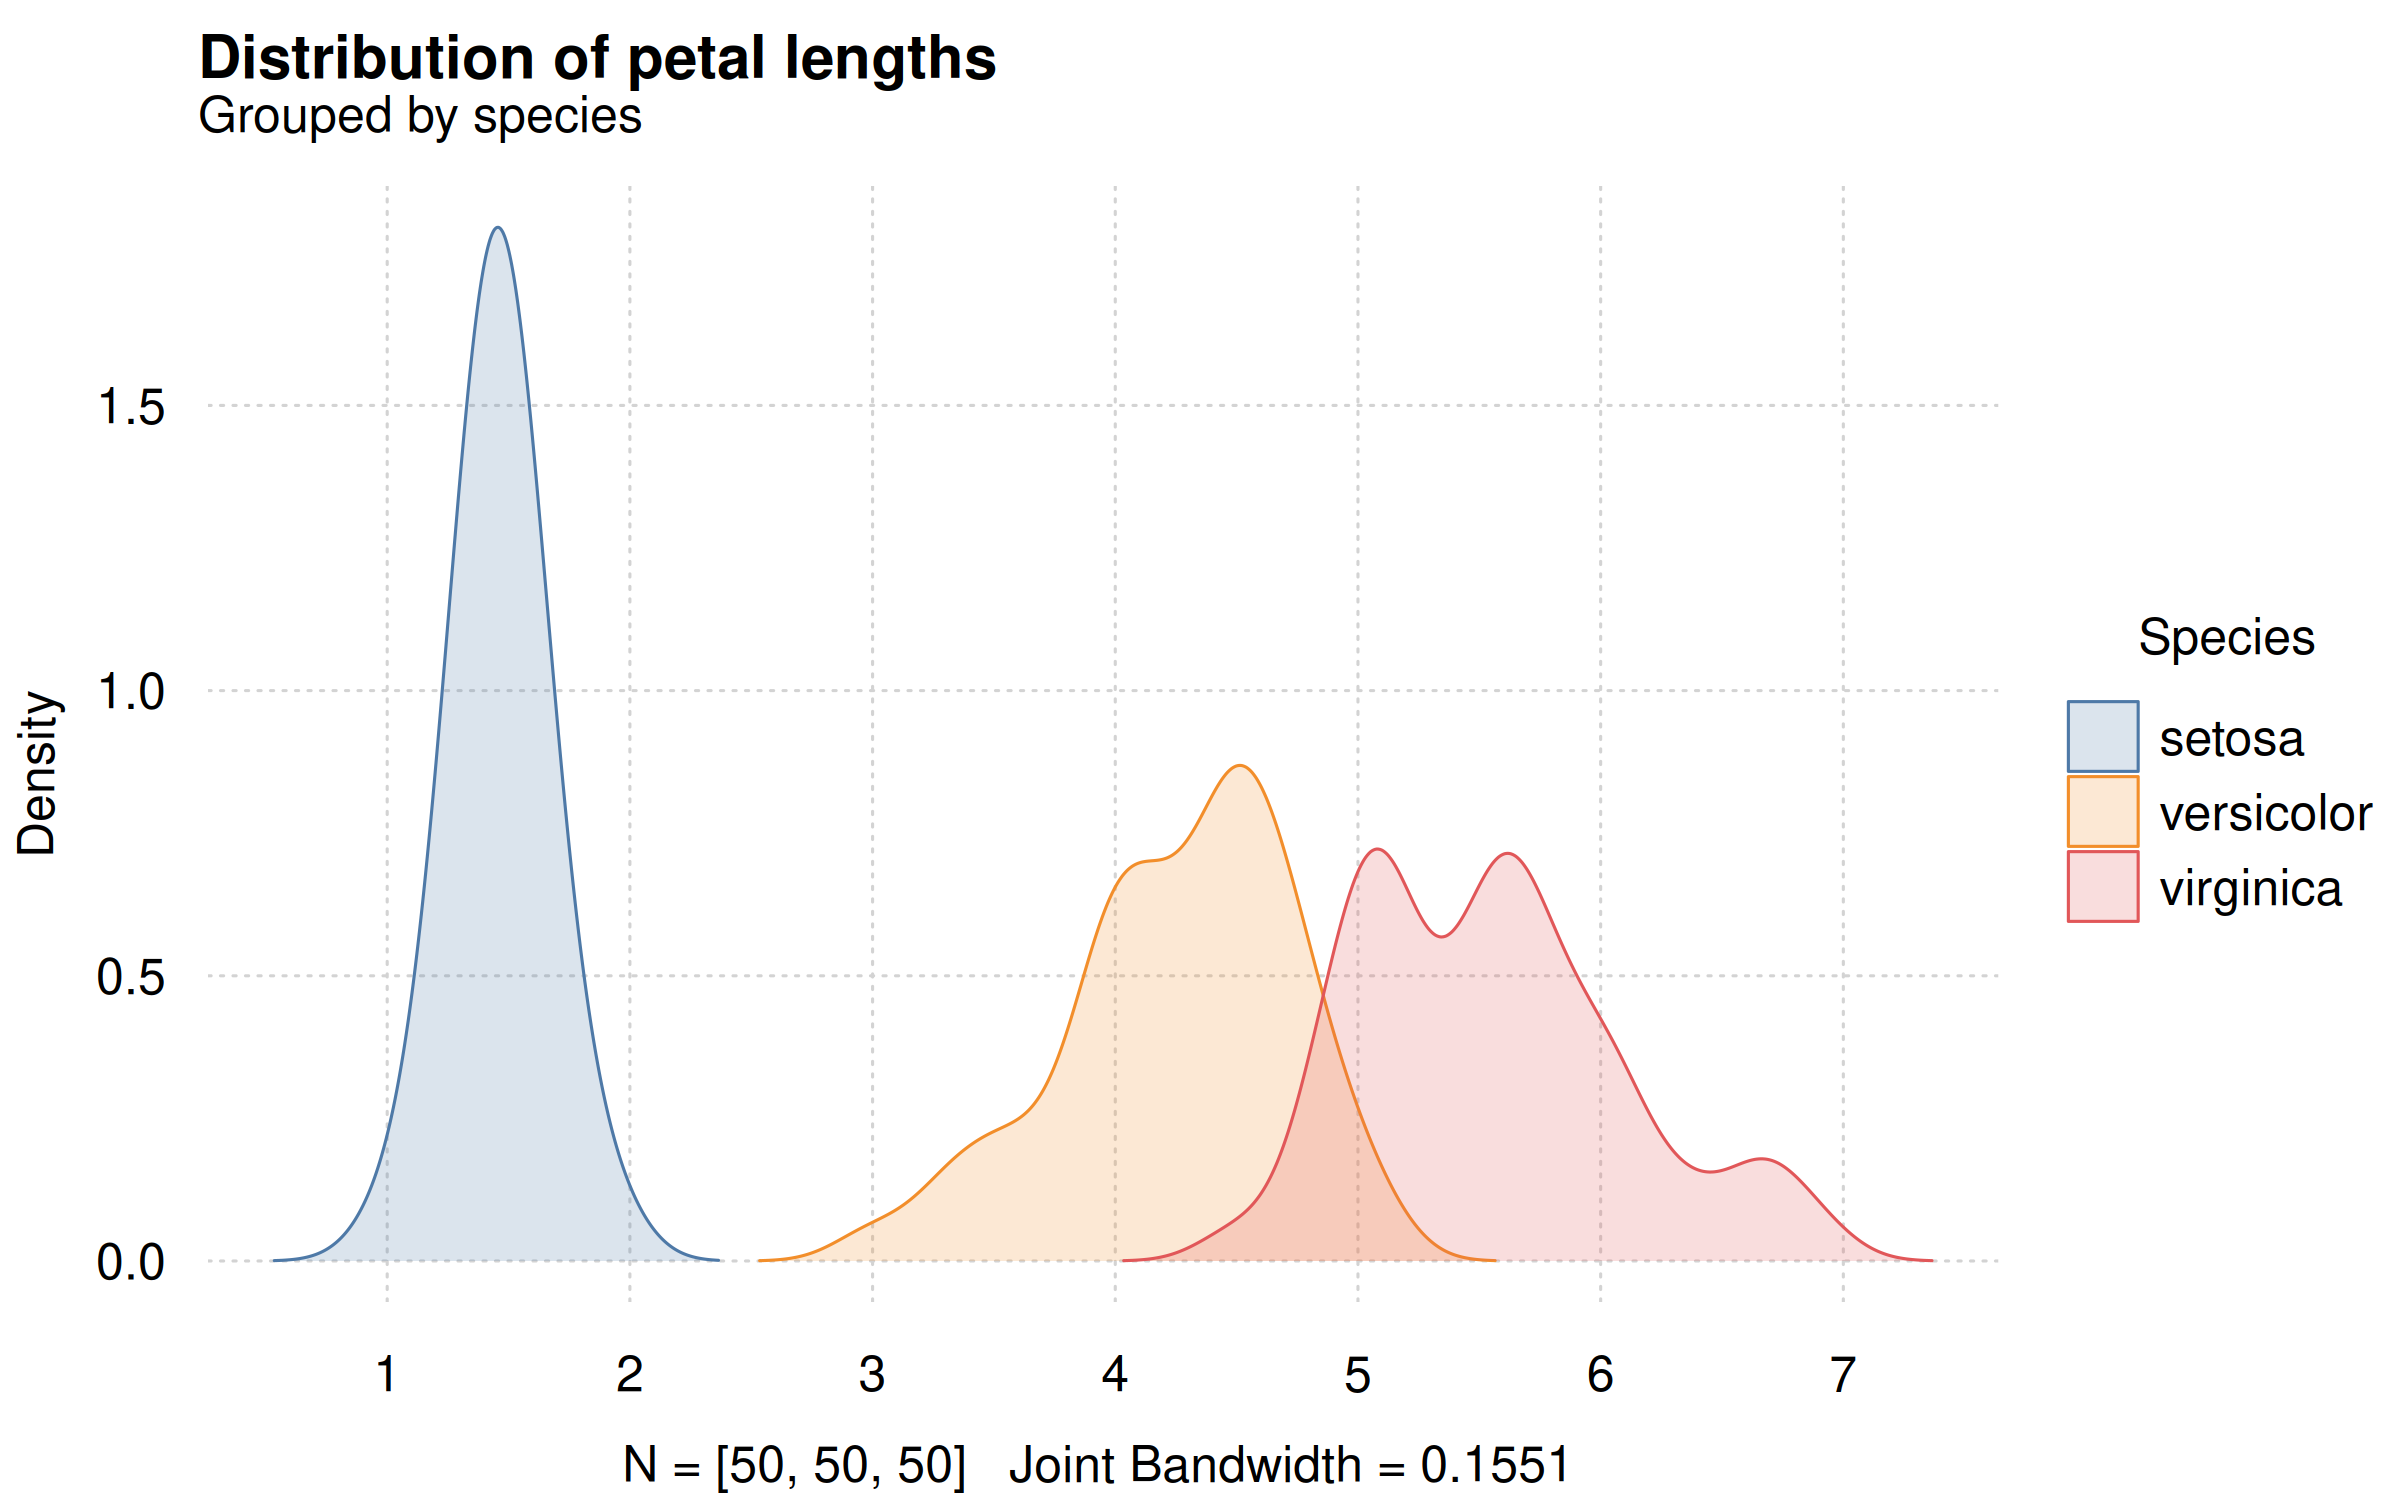 Distribution of petal lengths
Grouped by species
Density
1.5
1.0
0.5
0.0
1 2 3 4 5 6 7
N = [50, 50, 50]   Joint Bandwidth = 0.1551
Species
setosa
versicolor
virginica